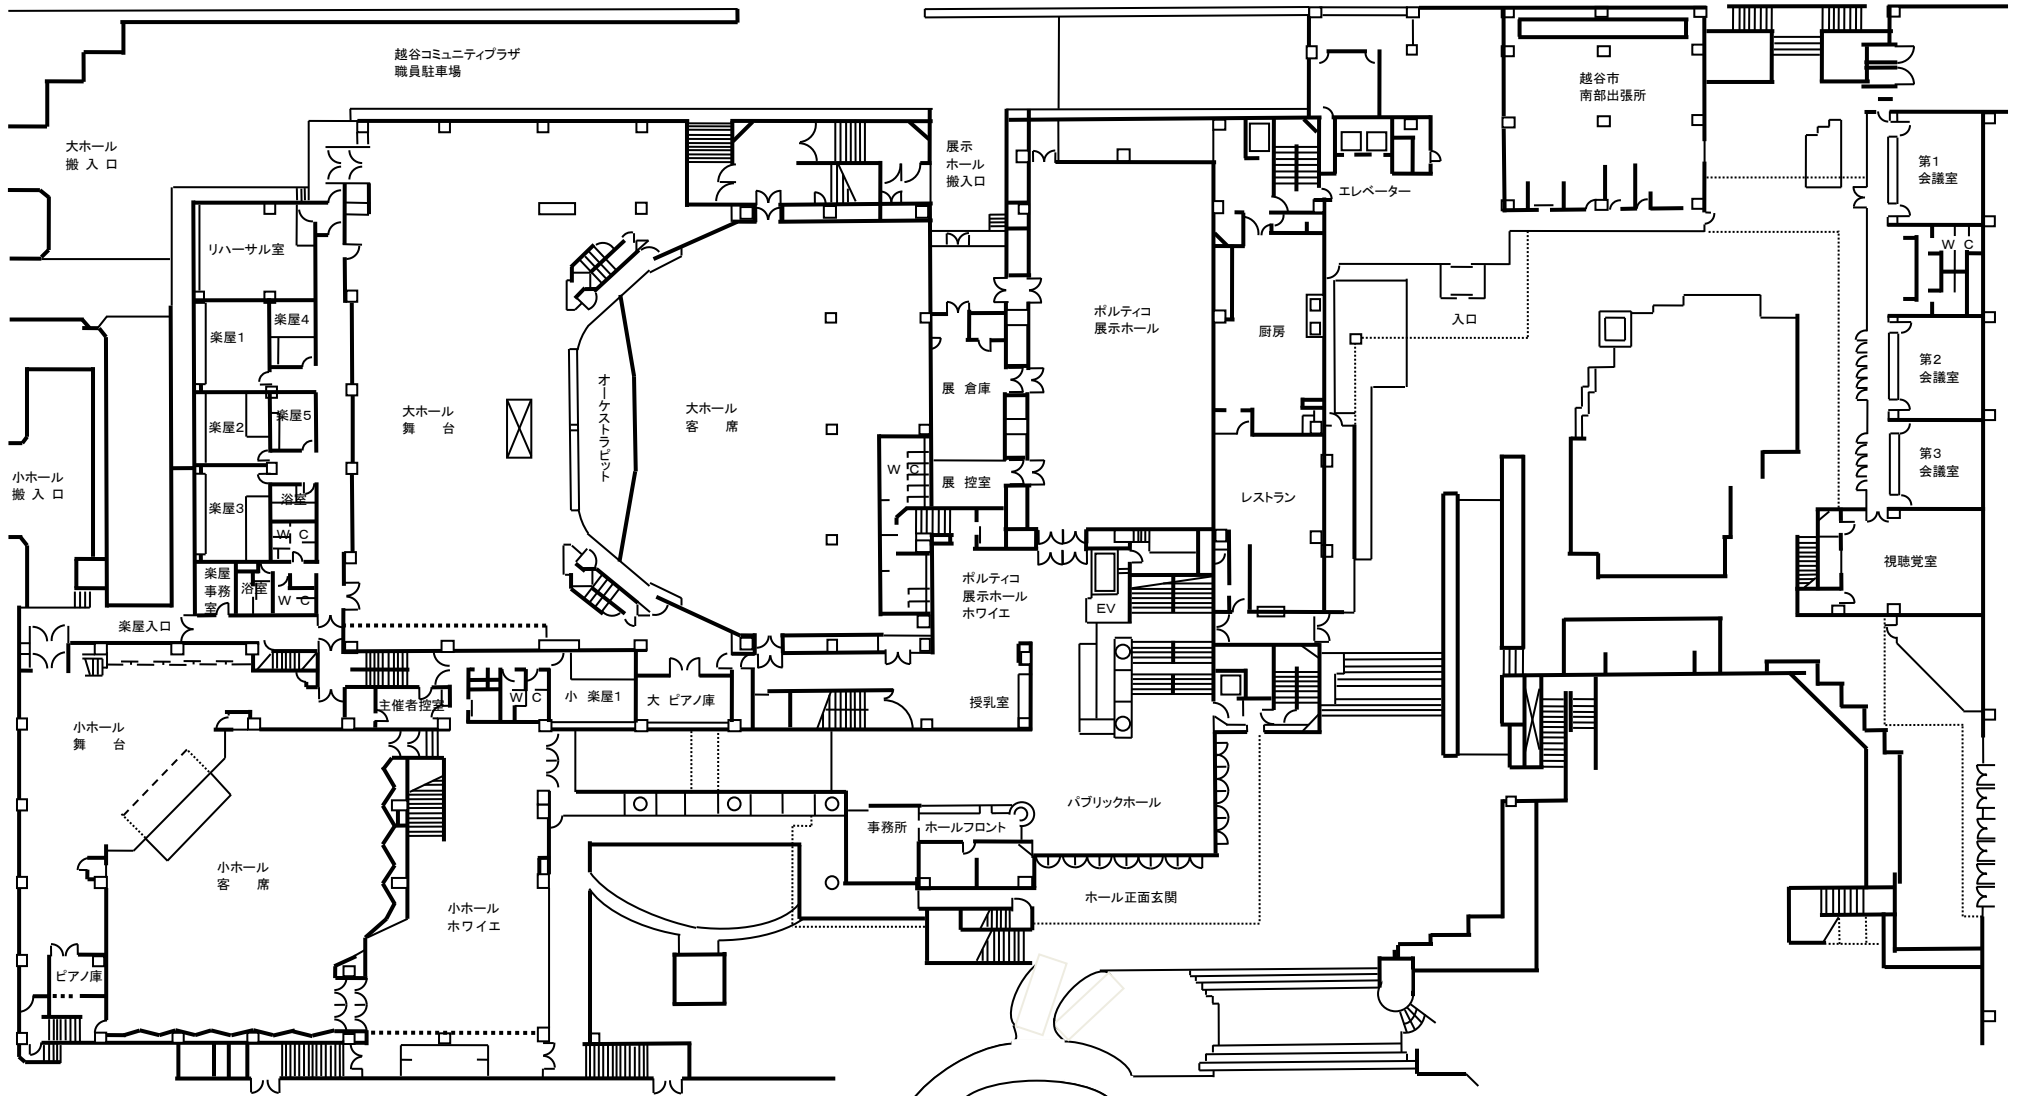 越谷コミュニティプラザ
職員駐車場
越谷市
南部出張所
大ホール
搬 入 口
展示
ホール
搬入口
エレベーター
第1
会議室
リハーサル室
W C
楽屋4
楽屋1
ポルティコ
展示ホール
厨房
入口
第2
会議室
オーケストラピット
展 倉庫
楽屋5
楽屋2
大ホール
舞　台
大ホール
客　席
第3
会議室
W C
小ホール
搬 入 口
展 控室
レストラン
浴室
楽屋3
W C
視聴覚室
楽屋
事務
室
浴室
W C
ポルティコ
展示ホール
ホワイエ
EV
楽屋入口
主催者控室
W C
小 楽屋1
大 ピアノ庫
授乳室
小ホール
舞　台
パブリックホール
事務所
ホールフロント
小ホール
客　席
ホール正面玄関
小ホール
ホワイエ
ピアノ庫